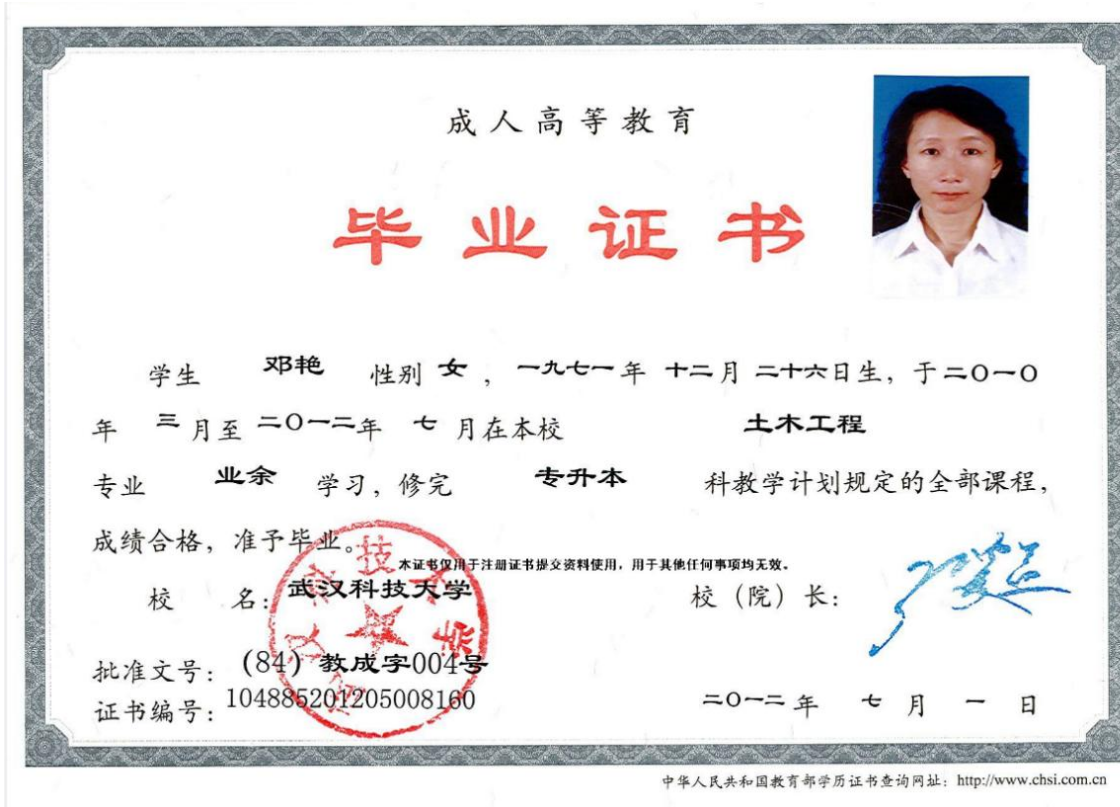 成人高等教育
毕业证书
学生 邓艳 性别 女 ，一九七一 年 十二 月 二十六 日生，于 二〇一〇
年 三 月至 二〇一二 年 七 月在本校 土木工程
专业 业余 学习，修完 专升本 科教学计划规定的全部课程，
成绩合格，准予毕业。
本证书仅用于注册证书提交资料使用，用于其他任何事项均无效。
校 名：武汉科技大学 校（院）长：
批准文号：(84) 教成字004号
证书编号：104885201205008160 二〇一二 年 七 月 一 日
中华人民共和国教育部学历证书查询网址：http://www.chsi.com.cn